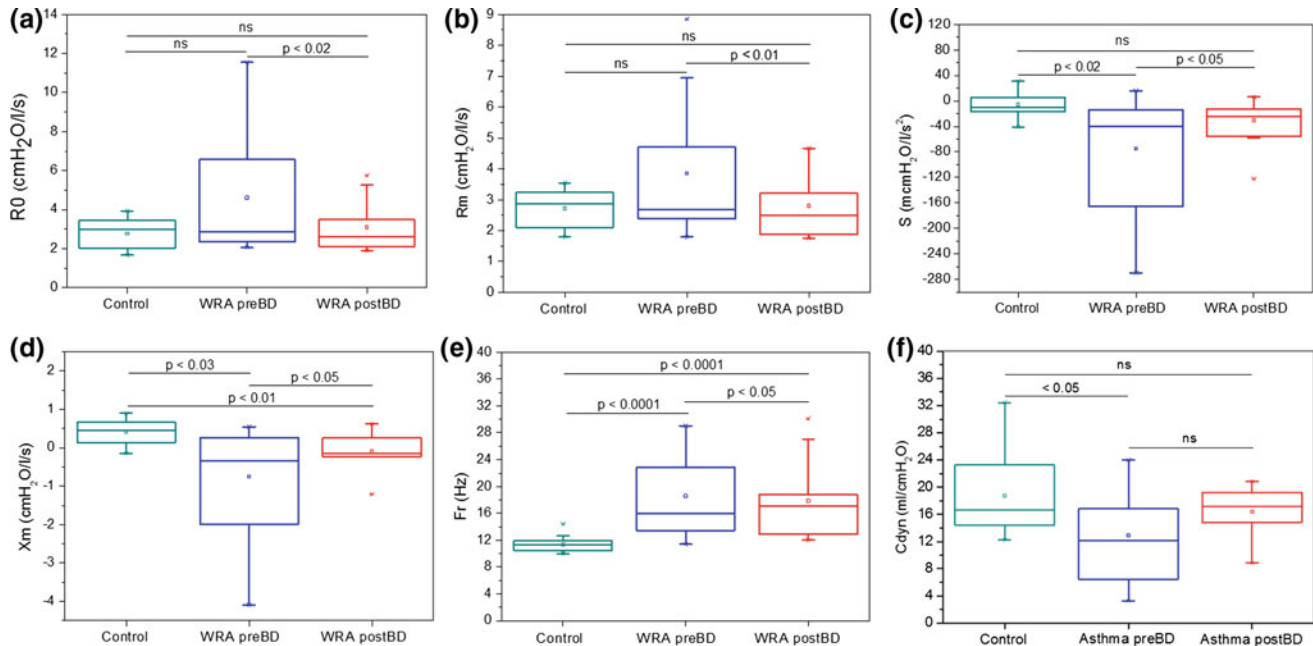 (a)
R0 (cmH₂O/l/s)
14
12
10
8
6
4
2
0
ns
ns
p < 0.02
Control
WRA preBD
WRA postBD
(b)
Rm (cmH₂O/l/s)
9
8
7
6
5
4
3
2
1
0
ns
ns
p < 0.01
Control
WRA preBD
WRA postBD
(c)
S (mcmH₂O/l/s²)
120
80
40
0
-40
-80
-120
-160
-200
-240
-280
ns
p < 0.02
p < 0.05
Control
WRA preBD
WRA postBD
(d)
Xm (cmH₂O/l/s)
2
1
0
-1
-2
-3
-4
p < 0.03
p < 0.05
p < 0.01
Control
WRA preBD
WRA postBD
(e)
Fr (Hz)
40
36
32
28
24
20
16
12
8
4
0
p < 0.0001
p < 0.0001
p < 0.05
Control
WRA preBD
WRA postBD
(f)
Cdyn (ml/cmH₂O)
40
36
32
28
24
20
16
12
8
4
0
ns
< 0.05
ns
Control
Asthma preBD
Asthma postBD